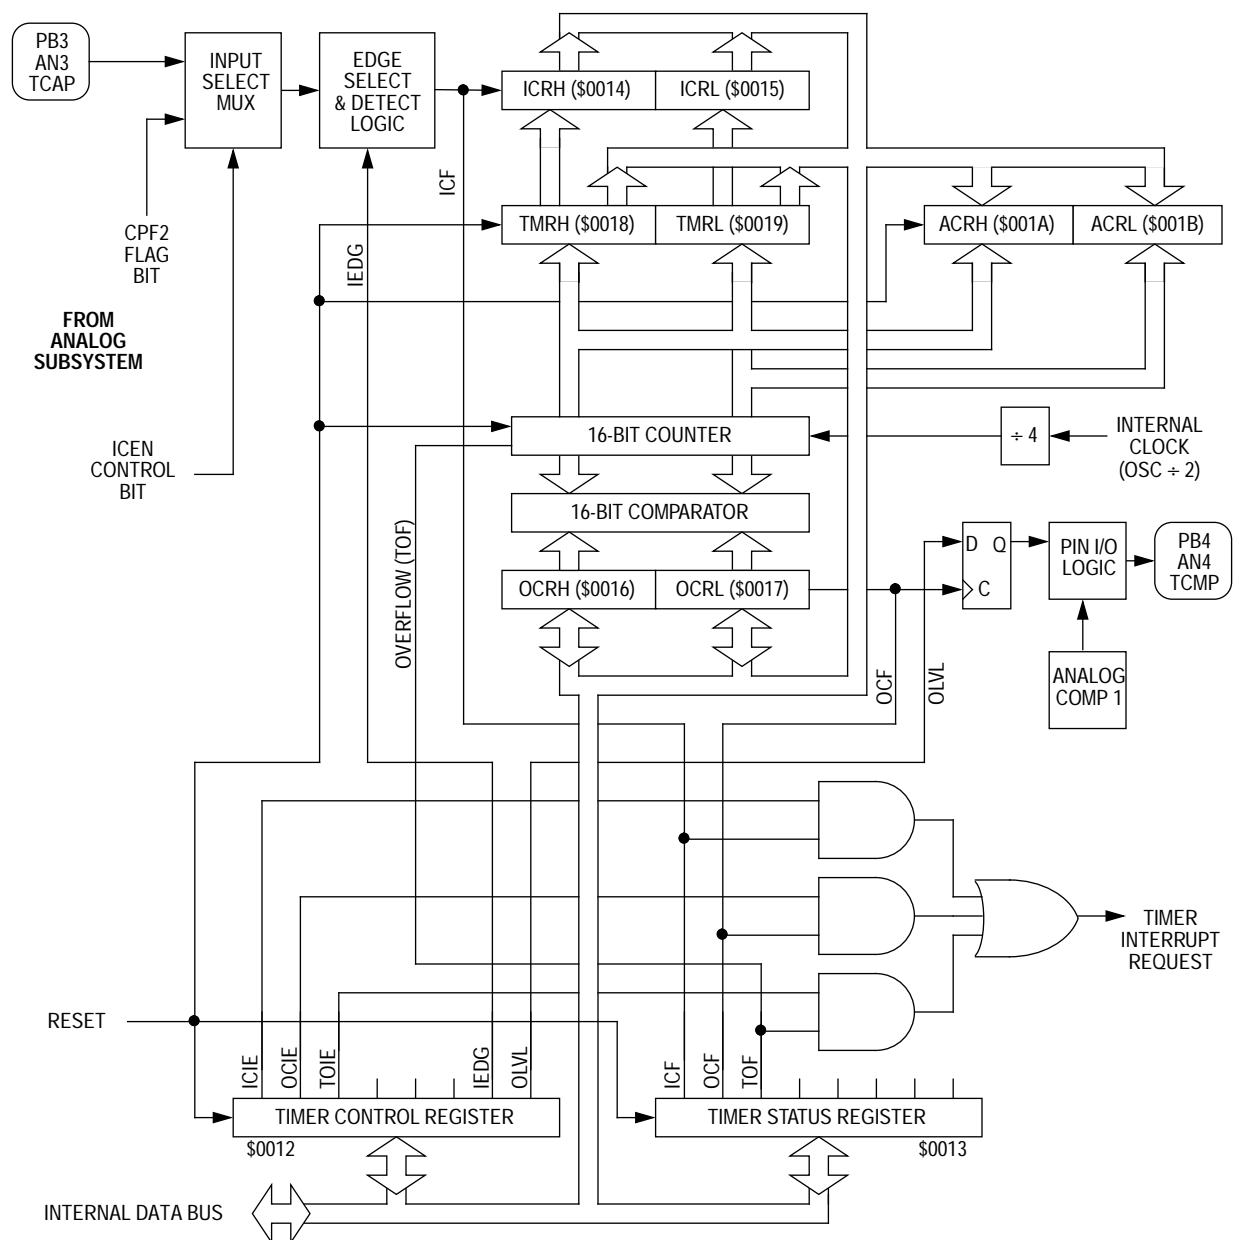 PB3
AN3
TCAP
INPUT
SELECT
MUX
EDGE
SELECT
& DETECT
LOGIC
ICRH ($0014)
ICRL ($0015)
ICF
TMRH ($0018)
TMRL ($0019)
ACRH ($001A)
ACRL ($001B)
CPF2
FLAG
BIT
IEDG
FROM
ANALOG
SUBSYSTEM
16-BIT COUNTER
÷ 4
INTERNAL
CLOCK
(OSC ÷ 2)
ICEN
CONTROL
BIT
16-BIT COMPARATOR
OVERFLOW (TOF)
D Q
C
PIN I/O
LOGIC
PB4
AN4
TCMP
OCRH ($0016)
OCRL ($0017)
OCF
OLVL
ANALOG
COMP 1
TIMER
INTERRUPT
REQUEST
RESET
ICIE
OCIE
TOIE
IEDG
OLVL
ICF
OCF
TOF
TIMER CONTROL REGISTER
TIMER STATUS REGISTER
$0012
$0013
INTERNAL DATA BUS